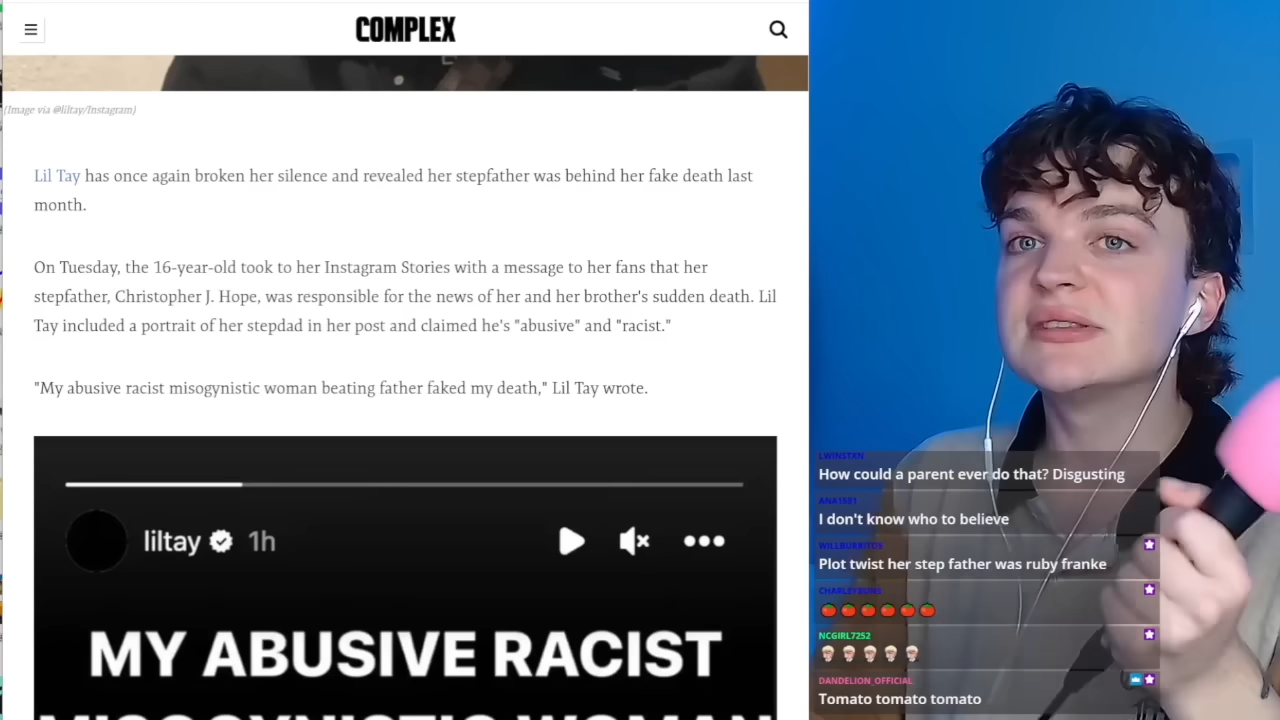 COMPLEX
(Image via @liltay/Instagram)
Lil Tay has once again broken her silence and revealed her stepfather was behind her fake death last
month.
On Tuesday, the 16-year-old took to her Instagram Stories with a message to her fans that her
stepfather, Christopher J. Hope, was responsible for the news of her and her brother's sudden death. Lil
Tay included a portrait of her stepdad in her post and claimed he's "abusive" and "racist."
"My abusive racist misogynistic woman beating father faked my death," Lil Tay wrote.
liltay 1h
MY ABUSIVE RACIST
MISOGYNISTIC WOMAN
LWINSTXN
How could a parent ever do that? Disgusting
ANA1551
I don't know who to believe
WILLBURRITOS
Plot twist her step father was ruby franke
CHARLEYBUNS
🍅🍅🍅🍅🍅🍅
NCGIRL7252
🎅🏻🎅🏻🎅🏻🎅🏻🎅🏻
DANDELION_OFFICIAL
Tomato tomato tomato